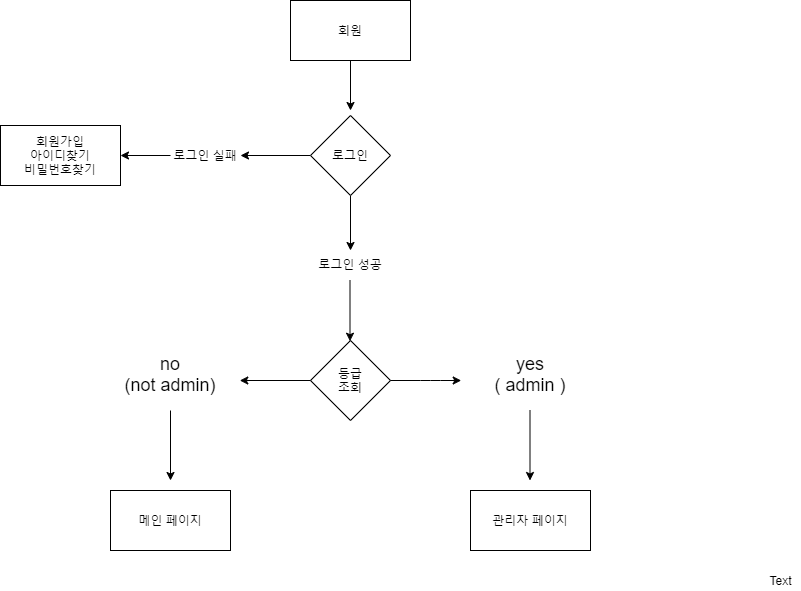 회원
로그인
로그인 실패
회원가입
아이디찾기
비밀번호찾기
로그인 성공
등급
조회
no
(not admin)
yes
( admin )
메인 페이지
관리자 페이지
Text